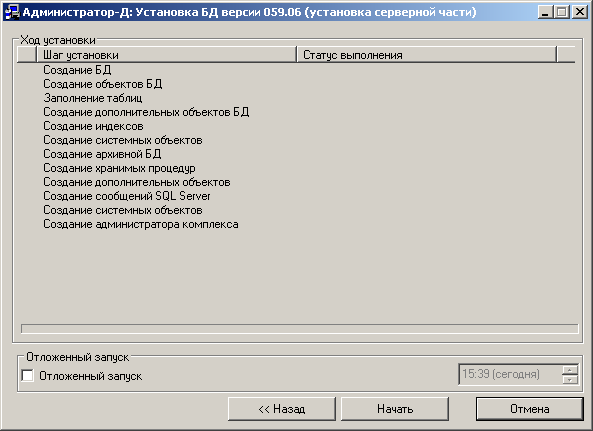 Администратор-Д: Установка БД версии 059.06 (установка серверной части)
Ход установки
Шаг установки Статус выполнения
Создание БД
Создание объектов БД
Заполнение таблиц
Создание дополнительных объектов БД
Создание индексов
Создание системных объектов
Создание архивной БД
Создание хранимых процедур
Создание дополнительных объектов
Создание сообщений SQL Server
Создание системных объектов
Создание администратора комплекса
Отложенный запуск
Отложенный запуск 15:39 (сегодня)
<< Назад Начать Отмена